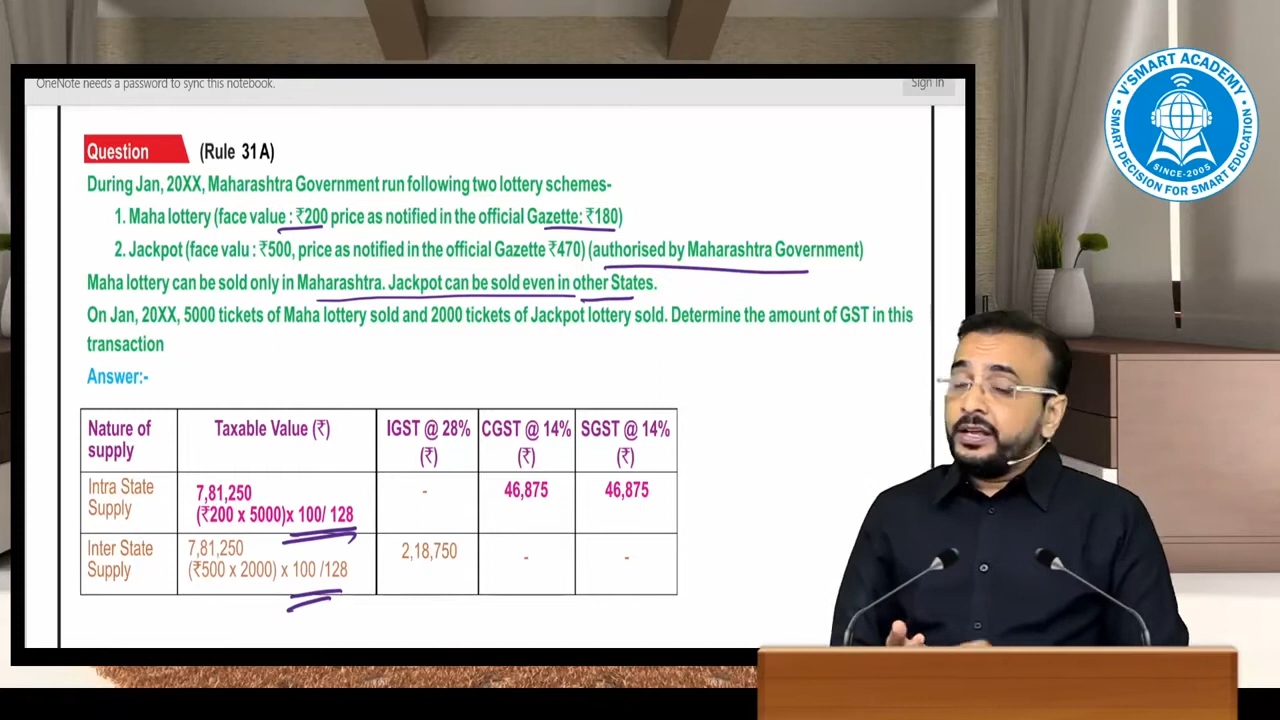 OneNote needs a password to sync this notebook.
Sign In
V'SMART ACADEMY
SINCE-2005
SMART DECISION FOR SMART EDUCATION
Question (Rule 31A)
During Jan, 20XX, Maharashtra Government run following two lottery schemes-
1. Maha lottery (face value : ₹200 price as notified in the official Gazette: ₹180)
2. Jackpot (face valu : ₹500, price as notified in the official Gazette ₹470) (authorised by Maharashtra Government)
Maha lottery can be sold only in Maharashtra. Jackpot can be sold even in other States.
On Jan, 20XX, 5000 tickets of Maha lottery sold and 2000 tickets of Jackpot lottery sold. Determine the amount of GST in this
transaction
Answer:-
Nature of supply Taxable Value (₹) IGST @ 28% (₹) CGST @ 14% (₹) SGST @ 14% (₹)
Intra State Supply 7,81,250 (₹200 x 5000)x 100/ 128 - 46,875 46,875
Inter State Supply 7,81,250 (₹500 x 2000) x 100 /128 2,18,750 - -